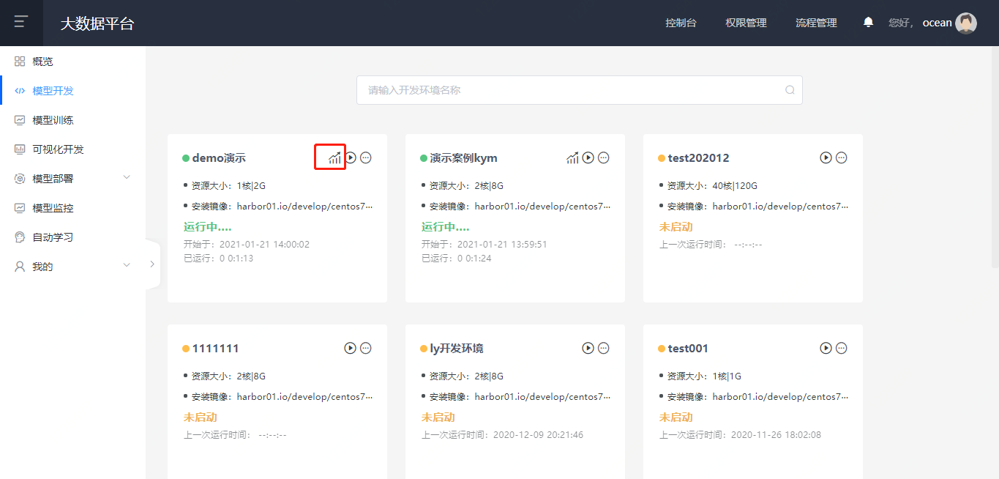 大数据平台
控制台
权限管理
流程管理
您好，
ocean
概览
模型开发
模型训练
可视化开发
模型部署
模型监控
自动学习
我的
请输入开发环境名称
demo演示
资源大小：1核|2G
安装镜像：harbor01.io/develop/centos7···
运行中....
开始于：2021-01-21 14:00:02
已运行：0 0:1:13
演示案例kym
资源大小：2核|8G
安装镜像：harbor01.io/develop/centos7···
运行中....
开始于：2021-01-21 13:59:51
已运行：0 0:1:24
test202012
资源大小：40核|120G
安装镜像：harbor01.io/develop/centos7···
未启动
上一次运行时间： --:--:--
1111111
资源大小：2核|8G
安装镜像：harbor01.io/develop/centos7···
未启动
上一次运行时间： --:--:--
ly开发环境
资源大小：2核|8G
安装镜像：harbor01.io/develop/centos7···
未启动
上一次运行时间：2020-12-09 20:21:46
test001
资源大小：1核|1G
安装镜像：harbor01.io/develop/centos7···
未启动
上一次运行时间：2020-11-26 18:02:08